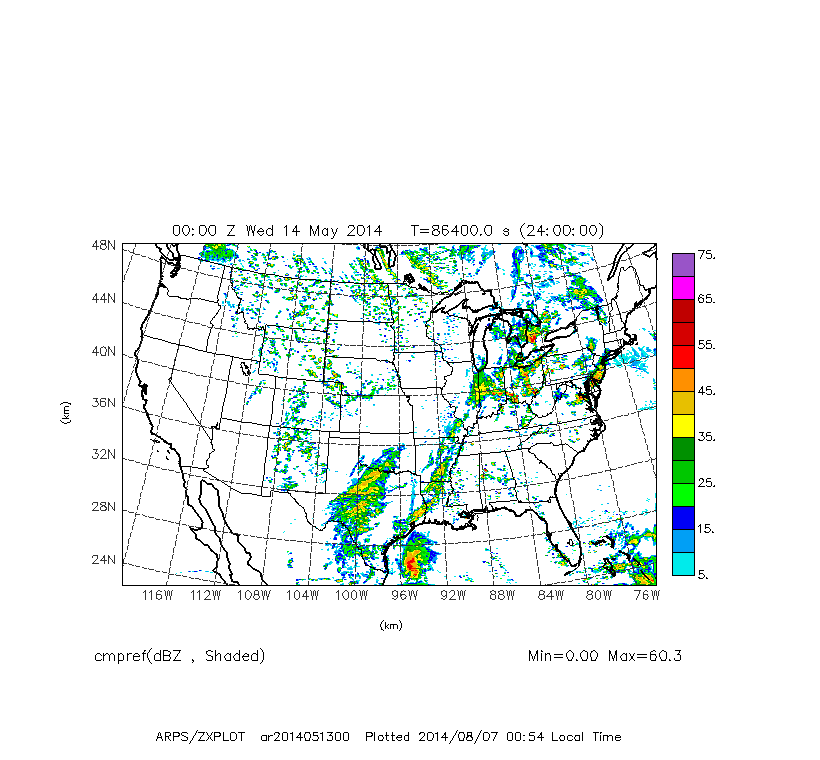 00:00 Z Wed 14 May 2014 T=86400.0 s (24:00:00)
48N
44N
40N
36N
32N
28N
24N
(km)
116W 112W 108W 104W 100W 96W 92W 88W 84W 80W 76W
(km)
75.
65.
55.
45.
35.
25.
15.
5.
cmpref(dBZ , Shaded)
Min=0.00 Max=60.3
ARPS/ZXPLOT ar2014051300 Plotted 2014/08/07 00:54 Local Time